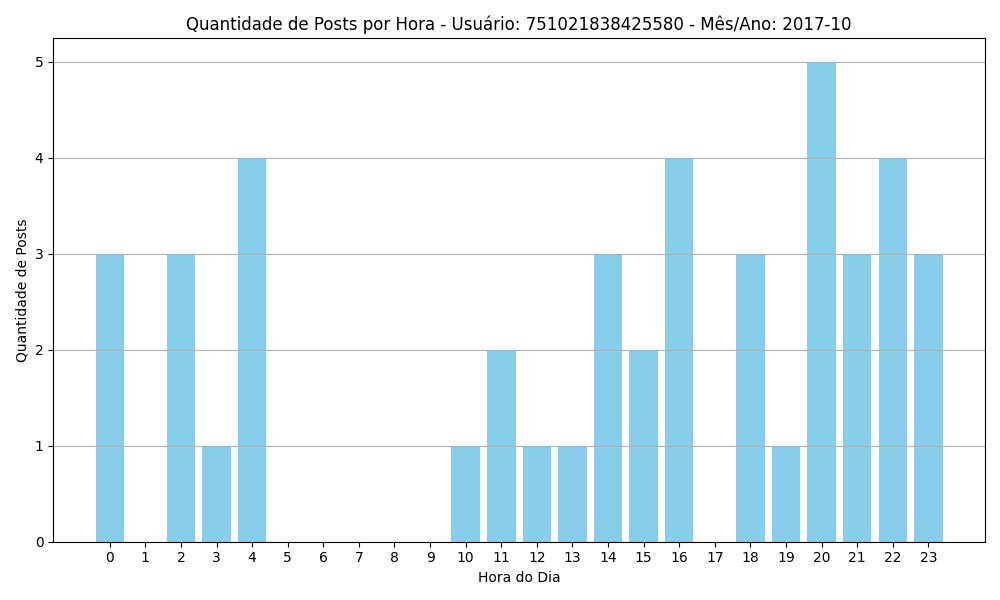 Quantidade de Posts por Hora - Usuário: 751021838425580 - Mês/Ano: 2017-10
Quantidade de Posts
5
4
3
2
1
0
0 1 2 3 4 5 6 7 8 9 10 11 12 13 14 15 16 17 18 19 20 21 22 23
Hora do Dia